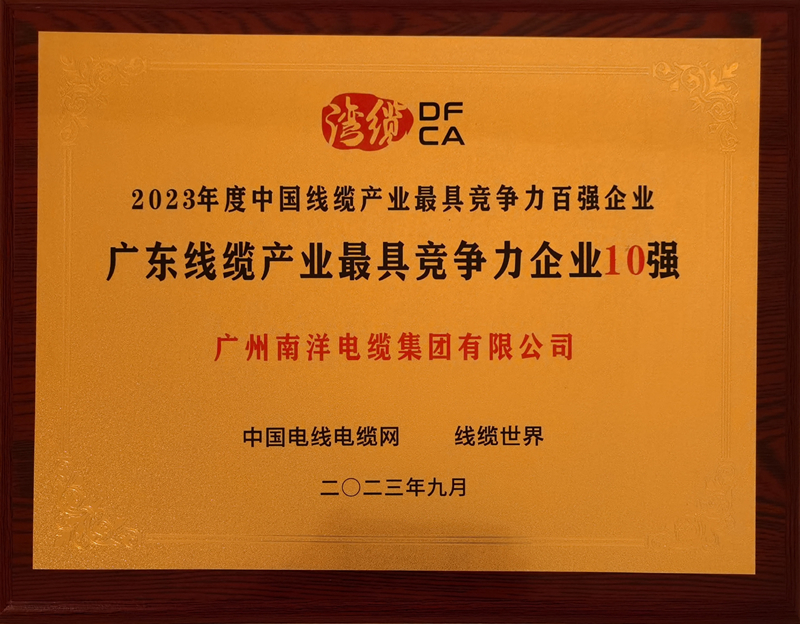 湾缆 DF
CA
2023年度中国线缆产业最具竞争力百强企业
广东线缆产业最具竞争力企业10强
广州南洋电缆集团有限公司
中国电线电缆网 线缆世界
二〇二三年九月